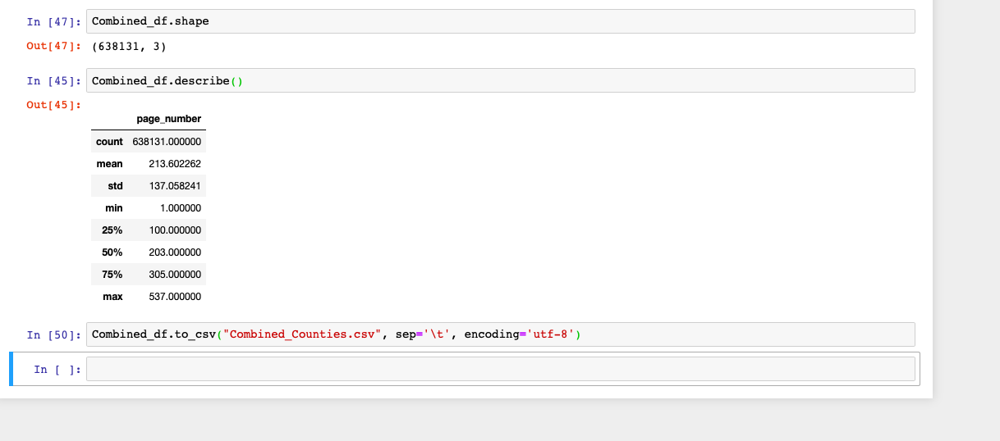 In [47]: Combined_df.shape
Out[47]: (638131, 3)
In [45]: Combined_df.describe()
Out[45]:
page_number
count 638131.000000
mean 213.602262
std 137.058241
min 1.000000
25% 100.000000
50% 203.000000
75% 305.000000
max 537.000000
In [50]: Combined_df.to_csv("Combined_Counties.csv", sep='\t', encoding='utf-8')
In [ ]: